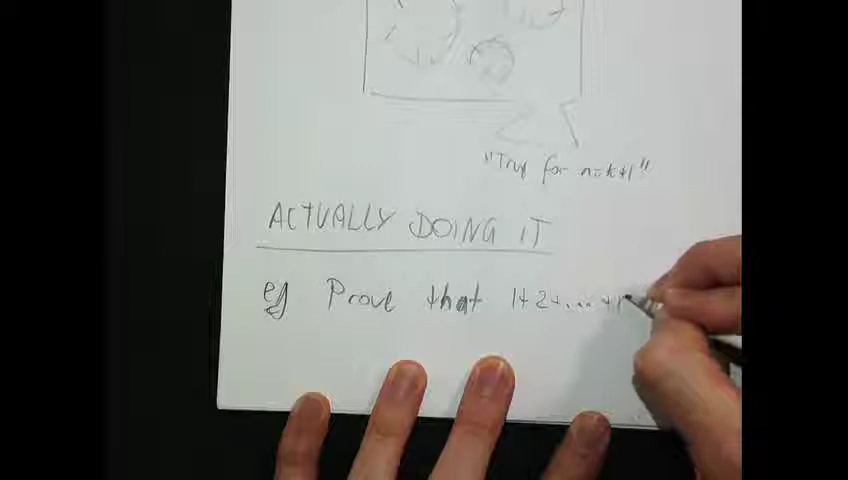 "True for n=k+1"
ACTUALLY DOING IT
eg Prove that 1+2+...+n